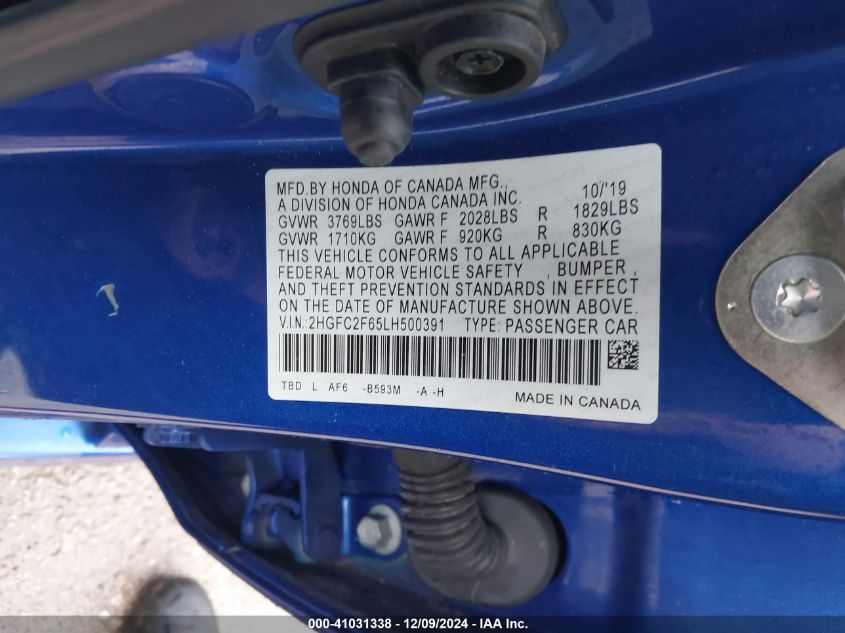 MFD.BY HONDA OF CANADA MFG., 10/'19
A DIVISION OF HONDA CANADA INC.
GVWR 3769LBS GAWR F 2028LBS R 1829LBS
GVWR 1710KG GAWR F 920KG R 830KG
THIS VEHICLE CONFORMS TO ALL APPLICABLE
FEDERAL MOTOR VEHICLE SAFETY , BUMPER ,
AND THEFT PREVENTION STANDARDS IN EFFECT
ON THE DATE OF MANUFACTURE SHOWN ABOVE.
V.I.N.: 2HGFC2F65LH500391 TYPE: PASSENGER CAR
TBD L AF6 -B593M -A -H
MADE IN CANADA
000-41031338 - 12/09/2024 - IAA Inc.